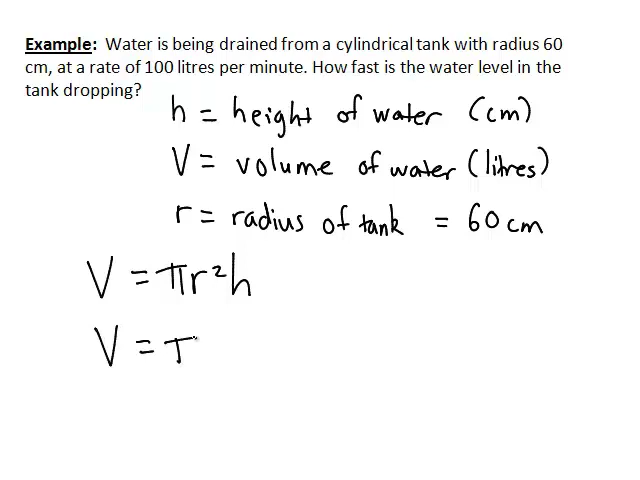 Example: Water is being drained from a cylindrical tank with radius 60
cm, at a rate of 100 litres per minute. How fast is the water level in the
tank dropping?
h = height of water (cm)
V = volume of water (litres)
r = radius of tank = 60 cm
V = πr²h
V = T